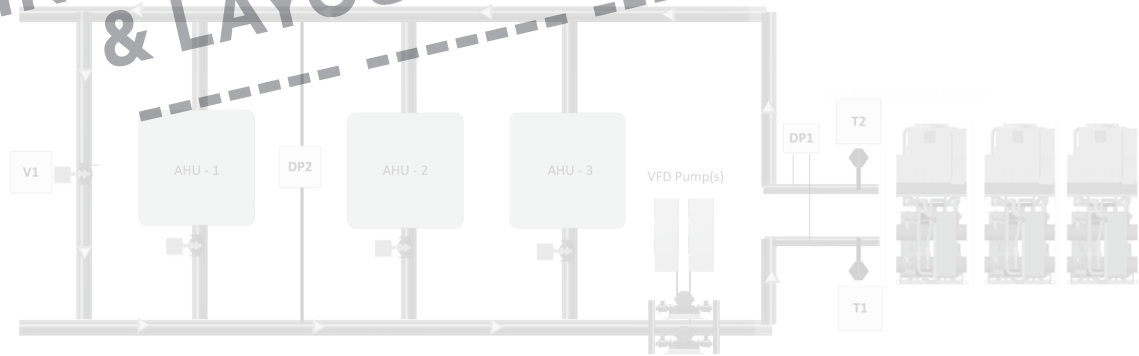 & LAYOU
V1
AHU - 1
DP2
AHU - 2
AHU - 3
VFD Pump(s)
DP1
T2
T1